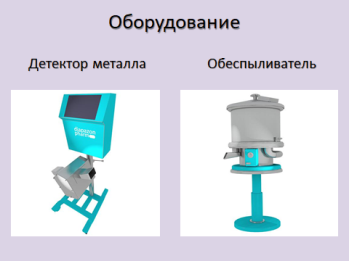 Оборудование
Детектор металла
Обеспыливатель